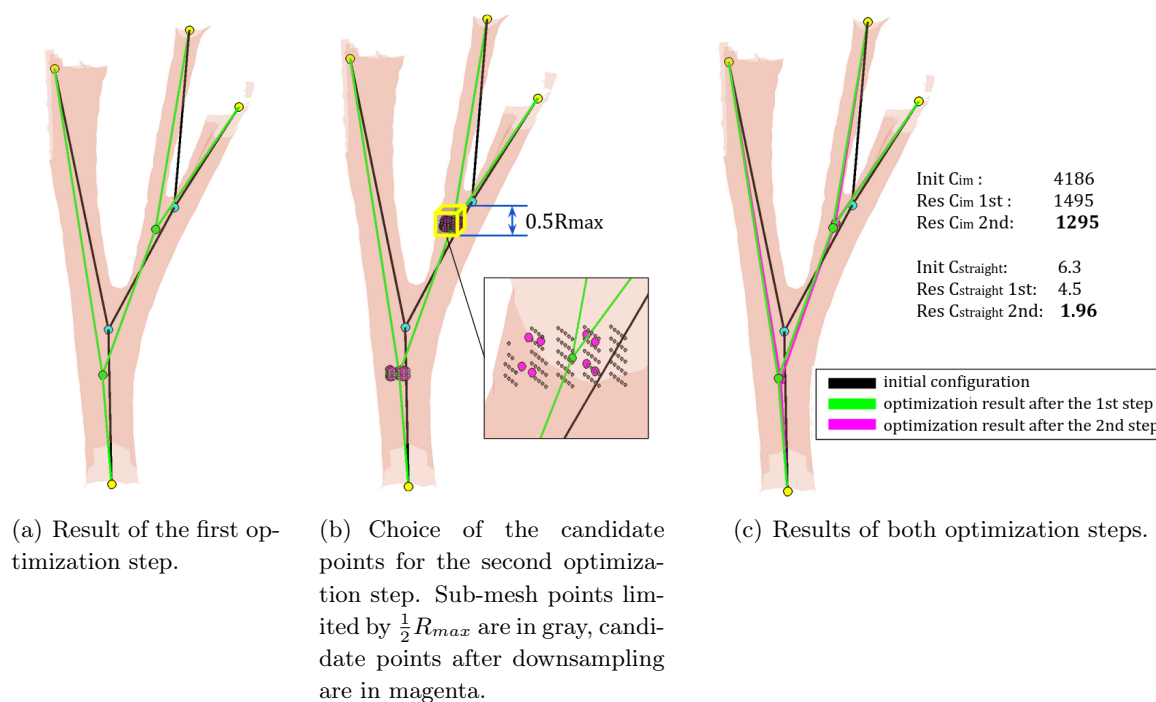 0.5Rmax
Init Cim : 4186
Res Cim 1st : 1495
Res Cim 2nd: 1295
Init Cstraight: 6.3
Res Cstraight 1st: 4.5
Res Cstraight 2nd: 1.96
initial configuration
optimization result after the 1st step
optimization result after the 2nd step
(a) Result of the first op-
timization step.
(b) Choice of the candidate
points for the second optimiza-
tion step. Sub-mesh points lim-
ited by ½Rmax are in gray, candi-
date points after downsampling
are in magenta.
(c) Results of both optimization steps.